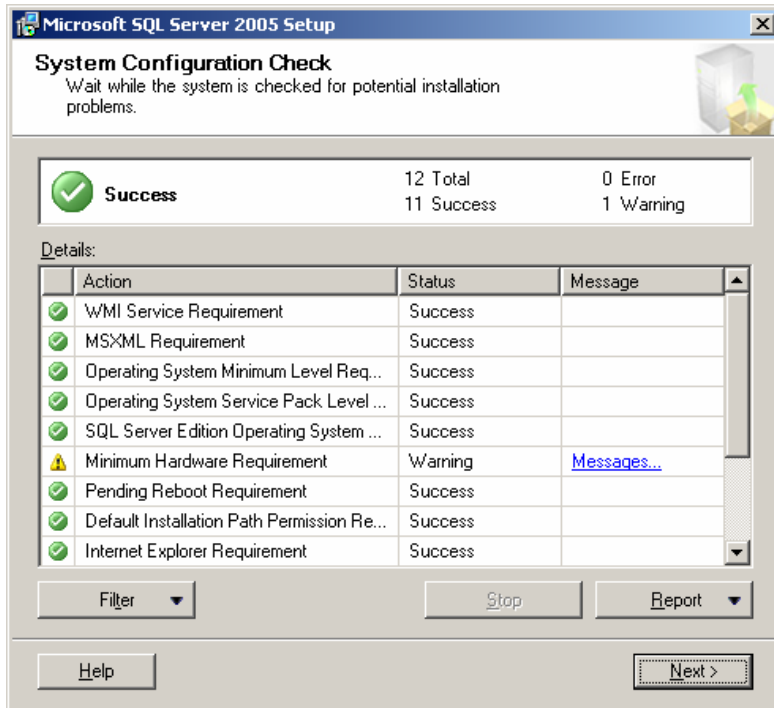 Microsoft SQL Server 2005 Setup
System Configuration Check
Wait while the system is checked for potential installation
problems.
Success
12 Total
0 Error
11 Success
1 Warning
Details:
Action Status Message
WMI Service Requirement Success
MSXML Requirement Success
Operating System Minimum Level Req... Success
Operating System Service Pack Level ... Success
SQL Server Edition Operating System ... Success
Minimum Hardware Requirement Warning Messages...
Pending Reboot Requirement Success
Default Installation Path Permission Re... Success
Internet Explorer Requirement Success
Filter Stop Report
Help Next >